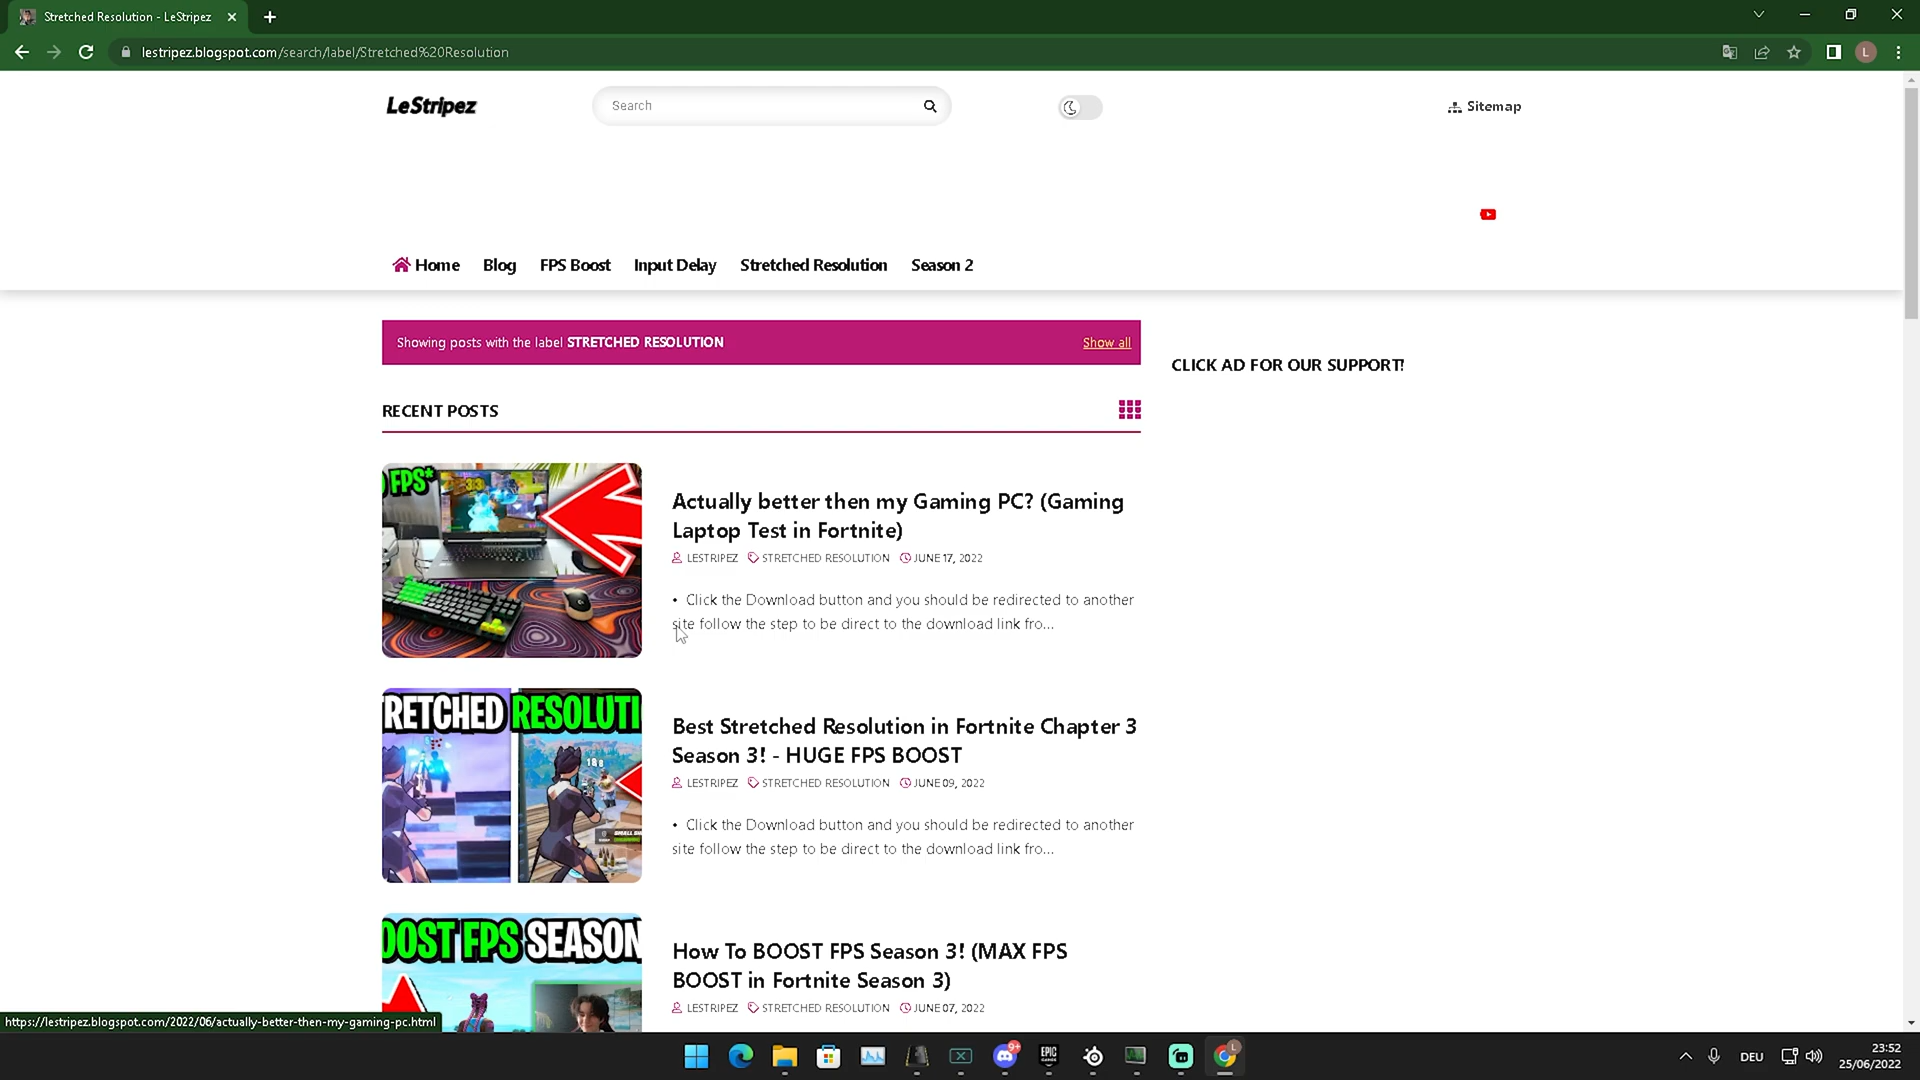 Stretched Resolution - LeStripez
lestripez.blogspot.com/search/label/Stretched%20Resolution
L
LeStripez
Search
Sitemap
Home Blog FPS Boost Input Delay Stretched Resolution Season 2
Showing posts with the label STRETCHED RESOLUTION Show all
CLICK AD FOR OUR SUPPORT!
RECENT POSTS
FPS*
Actually better then my Gaming PC? (Gaming
Laptop Test in Fortnite)
LESTRIPEZ STRETCHED RESOLUTION JUNE 17, 2022
• Click the Download button and you should be redirected to another
site follow the step to be direct to the download link fro...
RETCHED RESOLUTI
Best Stretched Resolution in Fortnite Chapter 3
Season 3! - HUGE FPS BOOST
LESTRIPEZ STRETCHED RESOLUTION JUNE 09, 2022
• Click the Download button and you should be redirected to another
site follow the step to be direct to the download link fro...
OOST FPS SEASON
How To BOOST FPS Season 3! (MAX FPS
BOOST in Fortnite Season 3)
LESTRIPEZ STRETCHED RESOLUTION JUNE 07, 2022
https://lestripez.blogspot.com/2022/06/actually-better-then-my-gaming-pc.html
9+
EPIC
GAMES
L
DEU
23:52
25/06/2022